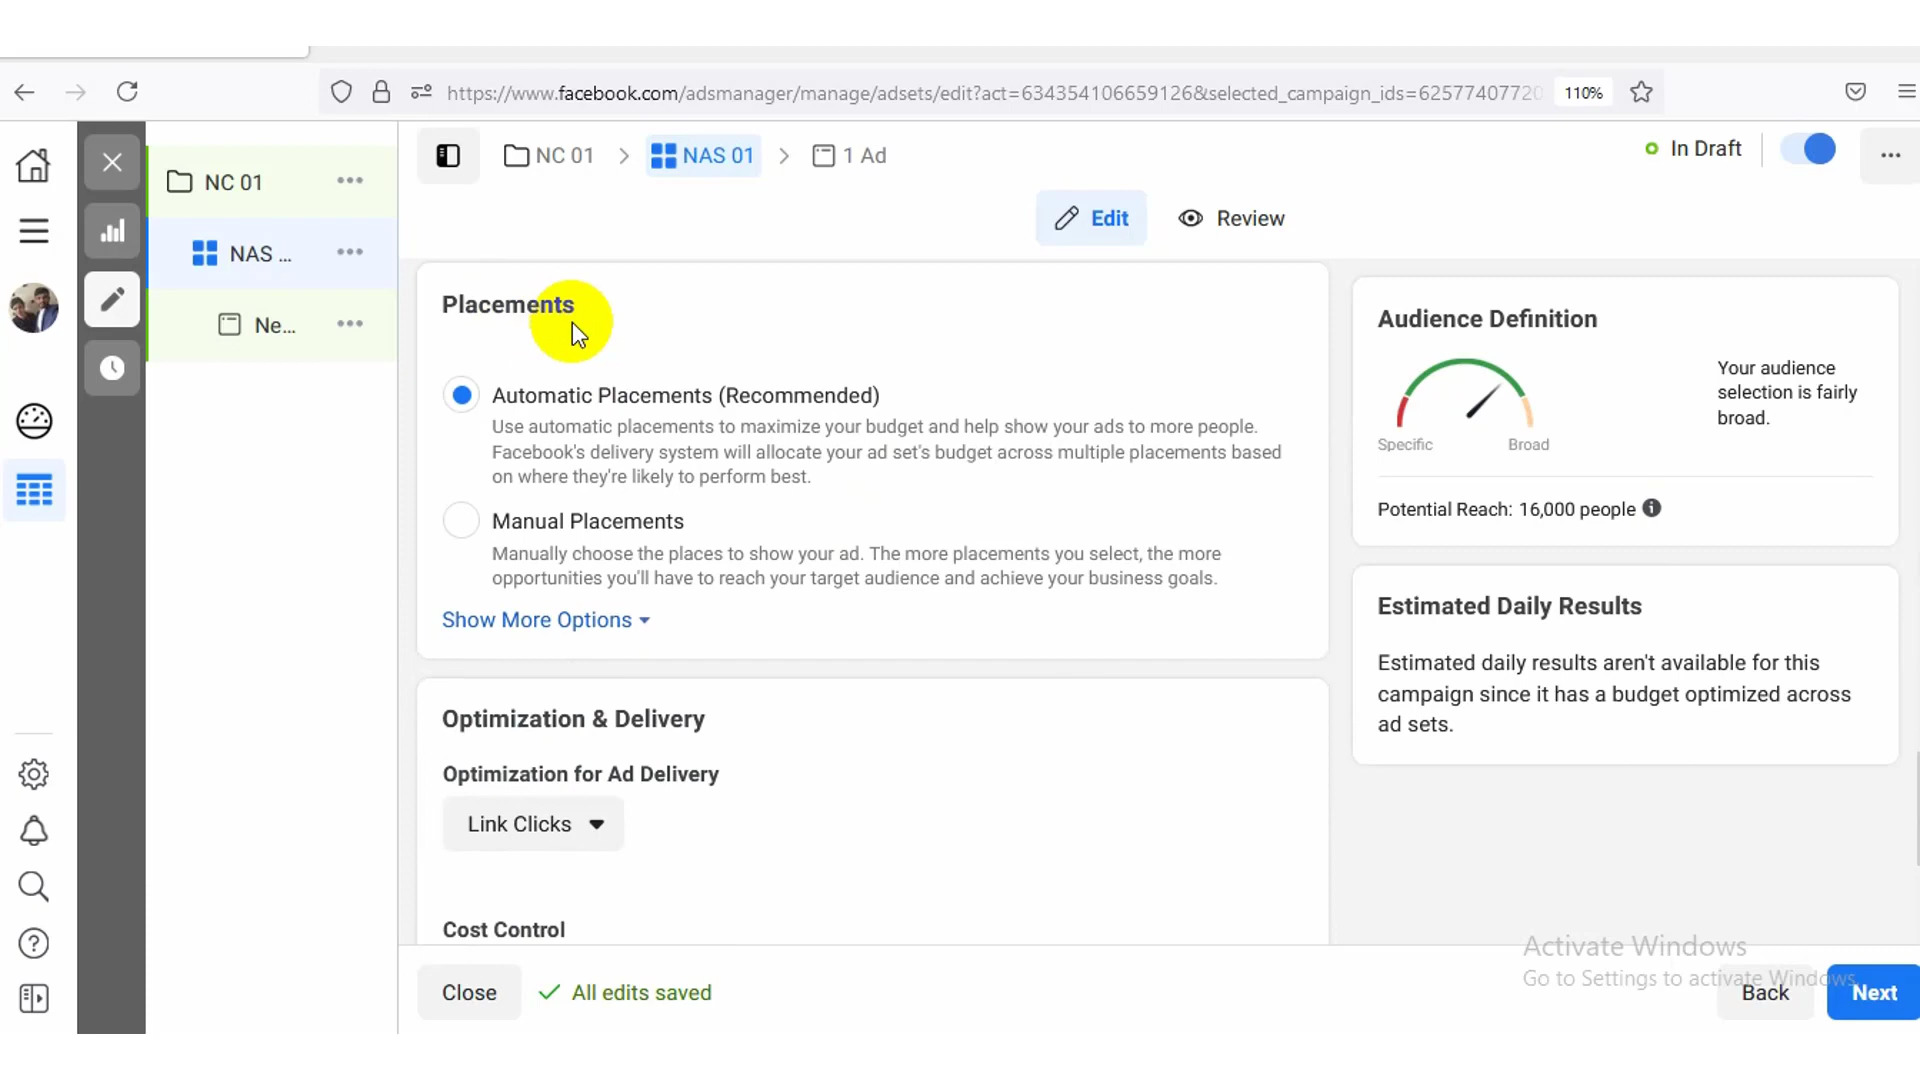 https://www.facebook.com/adsmanager/manage/adsets/edit?act=634354106659126&selected_campaign_ids=62577407720
110%
NC 01
NAS ...
Ne...
NC 01 > NAS 01 > 1 Ad
In Draft
Edit
Review
Placements
Automatic Placements (Recommended)
Use automatic placements to maximize your budget and help show your ads to more people.
Facebook's delivery system will allocate your ad set's budget across multiple placements based
on where they're likely to perform best.
Manual Placements
Manually choose the places to show your ad. The more placements you select, the more
opportunities you'll have to reach your target audience and achieve your business goals.
Show More Options
Optimization & Delivery
Optimization for Ad Delivery
Link Clicks
Cost Control
Audience Definition
Your audience
selection is fairly
broad.
Specific
Broad
Potential Reach: 16,000 people
Estimated Daily Results
Estimated daily results aren't available for this
campaign since it has a budget optimized across
ad sets.
Activate Windows
Go to Settings to activate Windows.
Close
All edits saved
Back
Next